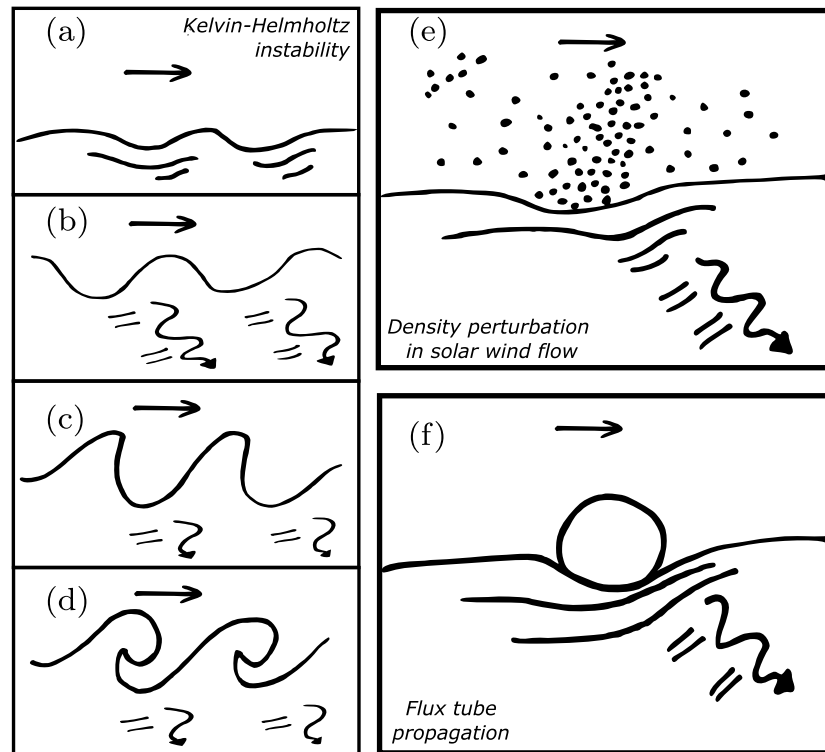 (a)
Kelvin-Helmholtz
instability
(b)
(c)
(d)
(e)
Density perturbation
in solar wind flow
(f)
Flux tube
propagation